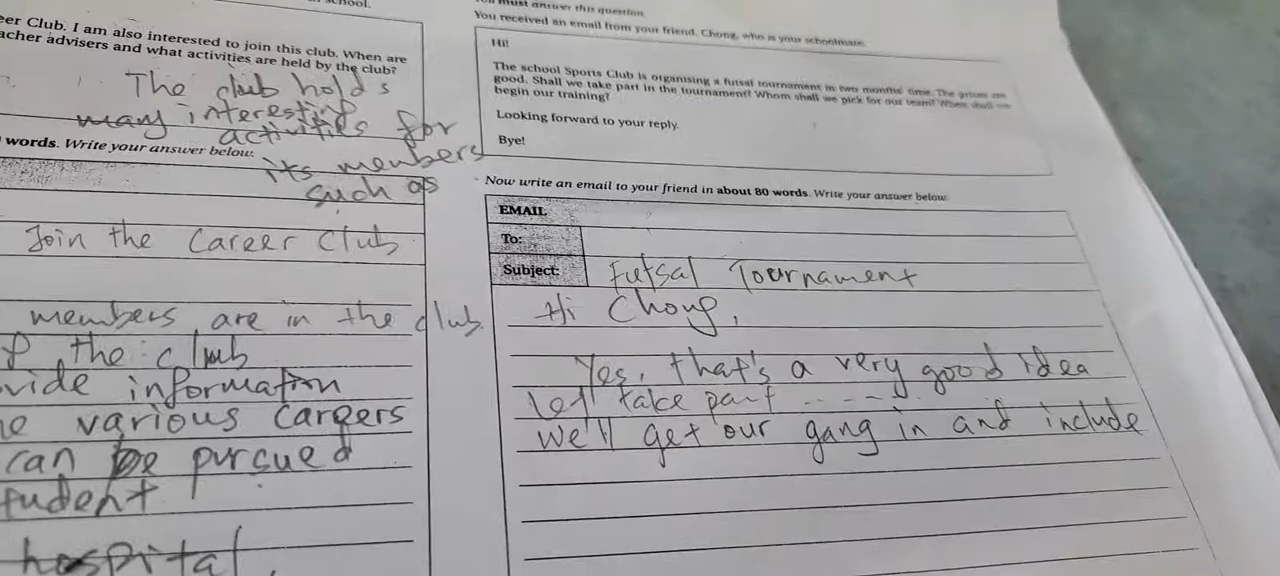 school.
eer Club. I am also interested to join this club. When are
acher advisers and what activities are held by the club?
The club holds
may interesting
activities for
its members
such as
words. Write your answer below.
Join the Career Club
members are in the club
the club
vide information
various careers
can be pursued
tudent
hospital.
must answer this question.
You received an email from your friend, Chong, who is your schoolmate.
Hi!
The school Sports Club is organising a futsal tournament in two months' time. The prizes are
good. Shall we take part in the tournament? Whom shall we pick for our team? When shall we
begin our training?
Looking forward to your reply.
Bye!
Now write an email to your friend in about 80 words. Write your answer below.
EMAIL
To:
Subject: Futsal Tournament
Hi Chong,
Yes, that's a very good idea
let' take part ----
we'll get our gang in and include